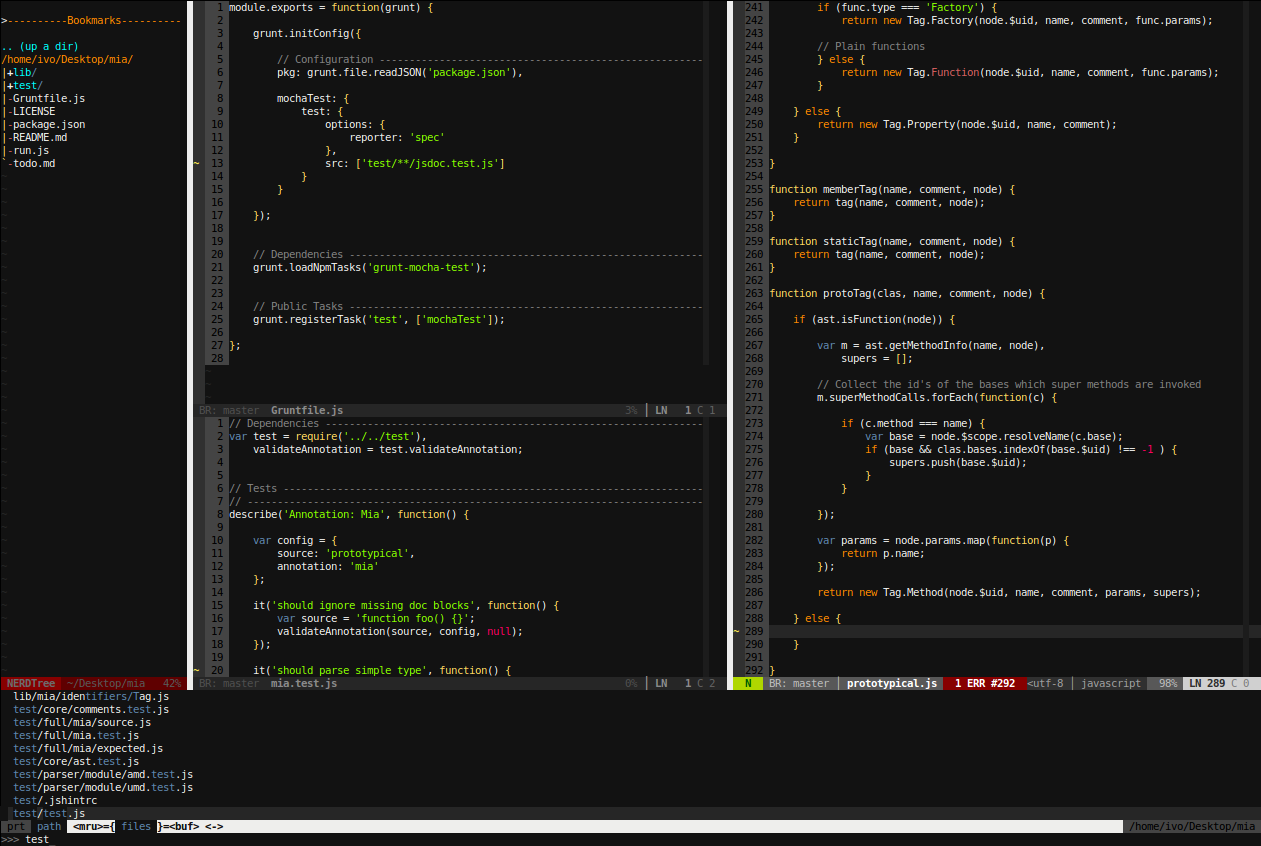 >----------Bookmarks----------
.. (up a dir)
/home/ivo/Desktop/mia/
|+lib/
|+test/
|-Gruntfile.js
|-LICENSE
|-package.json
|-README.md
|-run.js
`-todo.md
NERDTree ~/Desktop/mia 42%
1 module.exports = function(grunt) {
2
3     grunt.initConfig({
4
5         // Configuration ------------------------------------------------------
6         pkg: grunt.file.readJSON('package.json'),
7
8         mochaTest: {
9             test: {
10                 options: {
11                     reporter: 'spec'
12                 },
~ 13                 src: ['test/**/jsdoc.test.js']
14             }
15         }
16
17     });
18
19
20     // Dependencies -----------------------------------------------------------
21     grunt.loadNpmTasks('grunt-mocha-test');
22
23
24     // Public Tasks -----------------------------------------------------------
25     grunt.registerTask('test', ['mochaTest']);
26
27 };
28
BR: master Gruntfile.js 3% | LN 1 C 1
1 // Dependencies ---------------------------------------------------------------
2 var test = require('../../test'),
3     validateAnnotation = test.validateAnnotation;
4
5
6 // Tests ----------------------------------------------------------------------
7 // ----------------------------------------------------------------------------
8 describe('Annotation: Mia', function() {
9
10     var config = {
11         source: 'prototypical',
12         annotation: 'mia'
13     };
14
15     it('should ignore missing doc blocks', function() {
16         var source = 'function foo() {}';
17         validateAnnotation(source, config, null);
18     });
19
~ 20     it('should parse simple type', function() {
BR: master mia.test.js 0% | LN 1 C 2
241         if (func.type === 'Factory') {
242             return new Tag.Factory(node.$uid, name, comment, func.params);
243
244         // Plain functions
245         } else {
246             return new Tag.Function(node.$uid, name, comment, func.params);
247         }
248
249     } else {
250         return new Tag.Property(node.$uid, name, comment);
251     }
252
253 }
254
255 function memberTag(name, comment, node) {
256     return tag(name, comment, node);
257 }
258
259 function staticTag(name, comment, node) {
260     return tag(name, comment, node);
261 }
262
263 function protoTag(clas, name, comment, node) {
264
265     if (ast.isFunction(node)) {
266
267         var m = ast.getMethodInfo(name, node),
268             supers = [];
269
270         // Collect the id's of the bases which super methods are invoked
271         m.superMethodCalls.forEach(function(c) {
272
273             if (c.method === name) {
274                 var base = node.$scope.resolveName(c.base);
275                 if (base && clas.bases.indexOf(base.$uid) !== -1 ) {
276                     supers.push(base.$uid);
277                 }
278             }
279
280         });
281
282         var params = node.params.map(function(p) {
283             return p.name;
284         });
285
286         return new Tag.Method(node.$uid, name, comment, params, supers);
287
288     } else {
~ 289
290     }
291
292 }
N BR: master | prototypical.js 1 ERR #292 <utf-8 | javascript 98% LN 289 C 0
lib/mia/identifiers/Tag.js
test/core/comments.test.js
test/full/mia/source.js
test/full/mia.test.js
test/full/mia/expected.js
test/core/ast.test.js
test/parser/module/amd.test.js
test/parser/module/umd.test.js
test/.jshintrc
test/test.js
prt path <mru>={ files }=<buf> <-> /home/ivo/Desktop/mia
>>> test